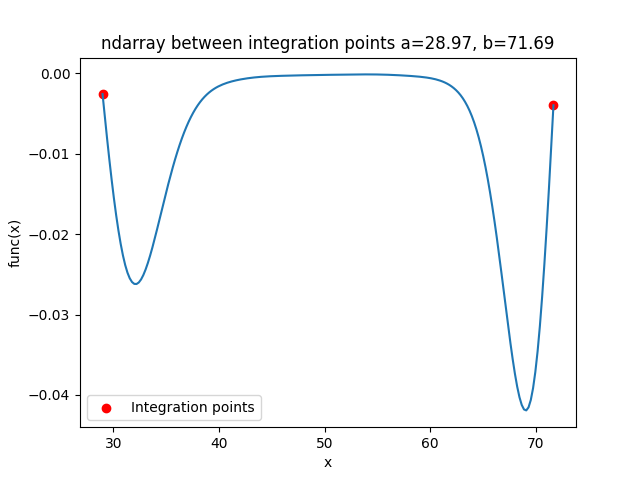 ndarray between integration points a=28.97, b=71.69
0.00
−0.01
−0.02
−0.03
−0.04
func(x)
Integration points
30 40 50 60 70
x